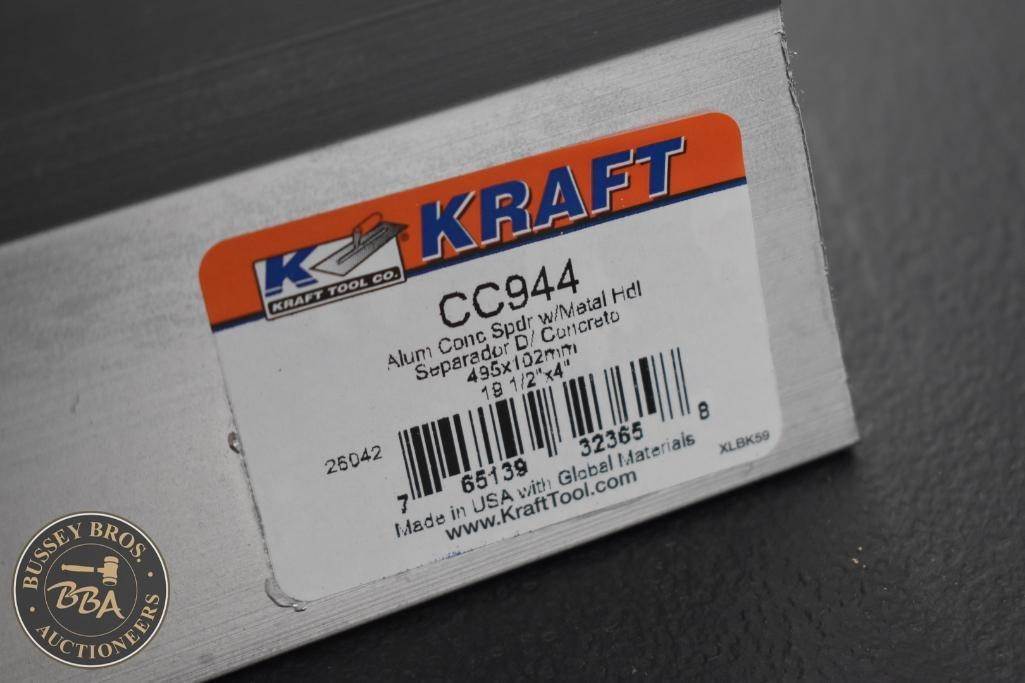 KRAFT
K
KRAFT TOOL CO.®
CC944
Alum Conc Spdr w/Metal Hdl
Separador D/ Concreto
495x102mm
19 1/2"x4"
26042
7 65139 32365 8
XLBK59
Made in USA with Global Materials
www.KraftTool.com
BUSSEY BROS.
BBA
AUCTIONEERS